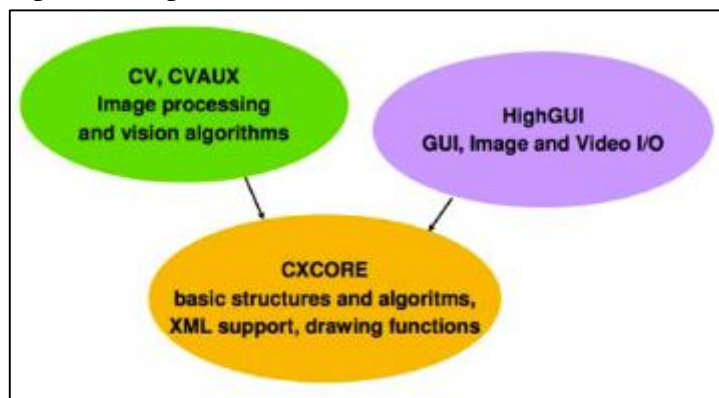 CV, CVAUX
Image processing
and vision algorithms
HighGUI
GUI, Image and Video I/O
CXCORE
basic structures and algoritms,
XML support, drawing functions